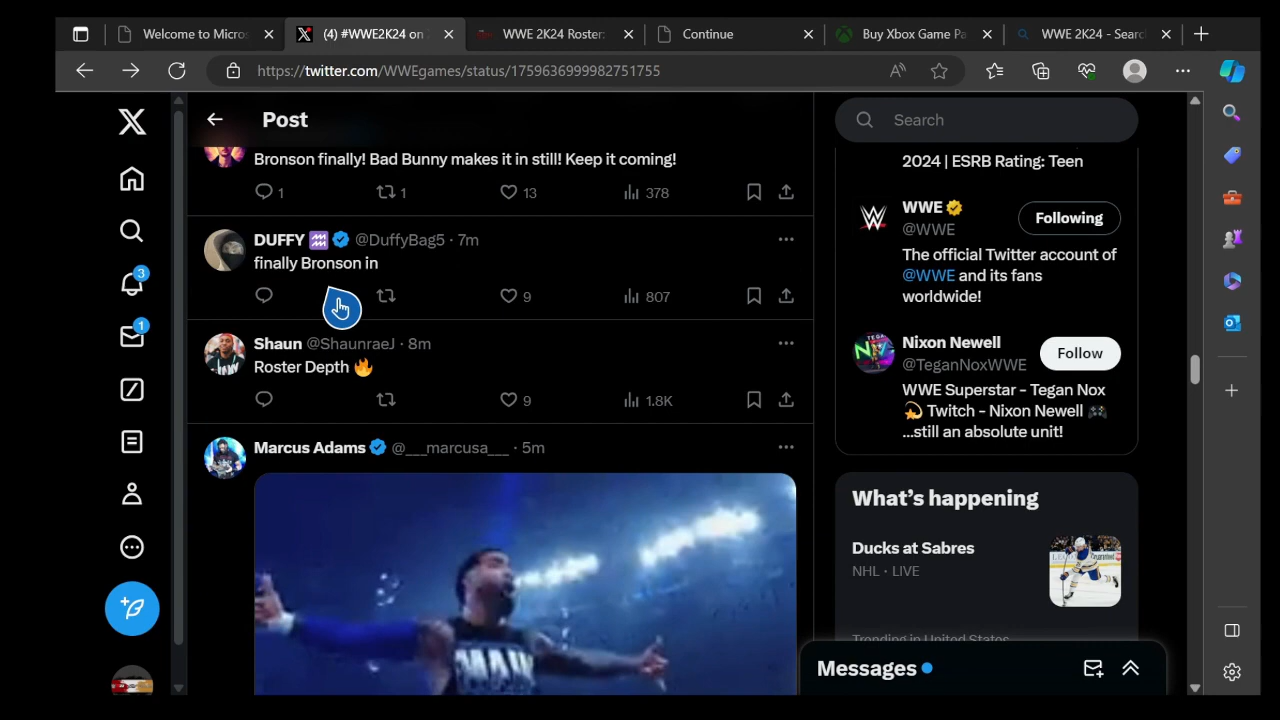 Welcome to Micros
(4) #WWE2K24 on
WWE 2K24 Roster:
Continue
Buy Xbox Game Pa
WWE 2K24 - Searc
https://twitter.com/WWEgames/status/1759636999982751755
Post
Bronson finally! Bad Bunny makes it in still! Keep it coming!
1 1 13 378
DUFFY ♒ @DuffyBag5 · 7m
finally Bronson in
9 807
Shaun @ShaunraeJ · 8m
Roster Depth 🔥
9 1.8K
Marcus Adams @___marcusa___ · 5m
3
1
Search
2024 | ESRB Rating: Teen
WWE
@WWE
Following
The official Twitter account of
@WWE and its fans
worldwide!
Nixon Newell
@TeganNoxWWE
Follow
WWE Superstar - Tegan Nox
💫 Twitch - Nixon Newell 🎮
...still an absolute unit!
What's happening
Ducks at Sabres
NHL · LIVE
Trending in United States
Messages